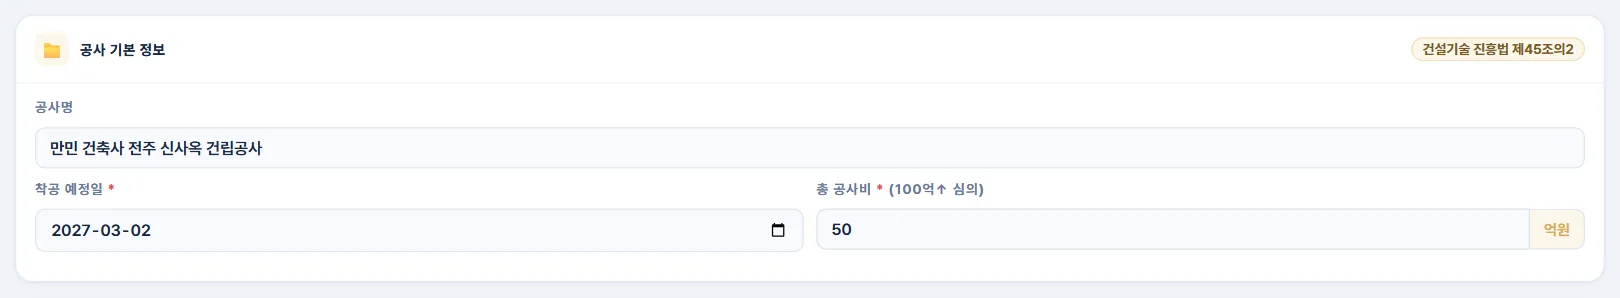 공사 기본 정보
건설기술 진흥법 제45조의2
공사명
만민 건축사 전주 신사옥 건립공사
착공 예정일 *
총 공사비 * (100억↑ 심의)
2027-03-02
50
억원